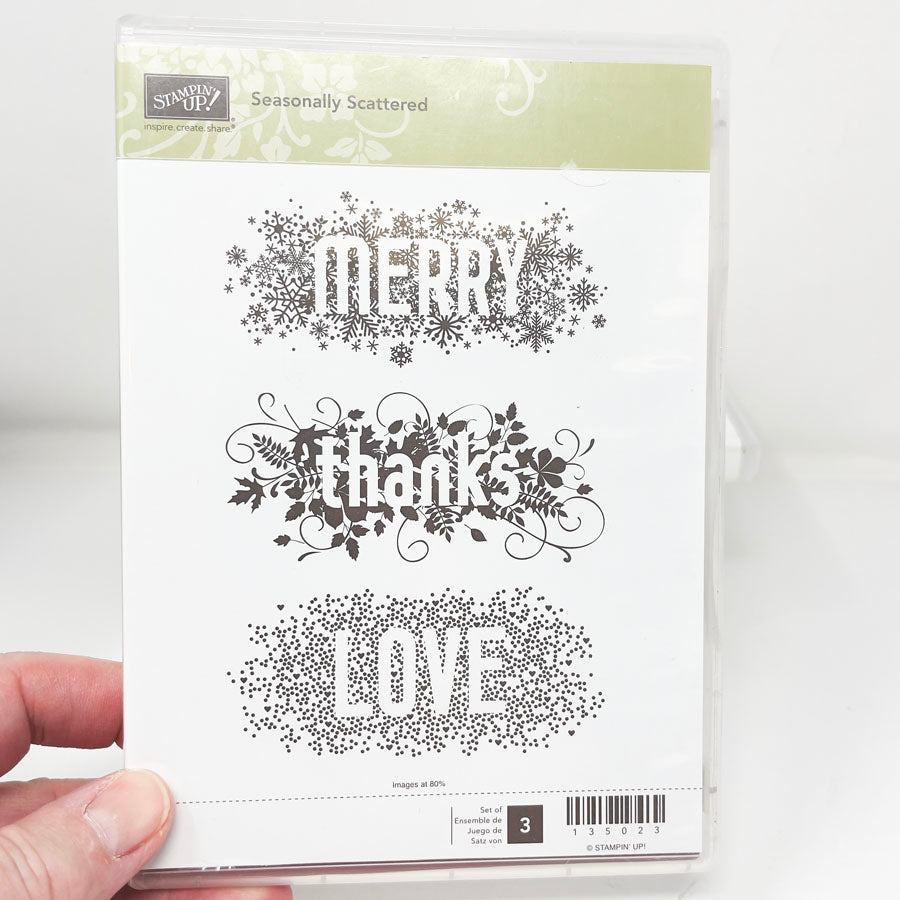 STAMPIN' UP!
inspire.create.share®
Seasonally Scattered
MERRY
thanks
LOVE
Images at 80%
Set of
Ensemble de
Juego de
Satz von
3
135023
© STAMPIN' UP!